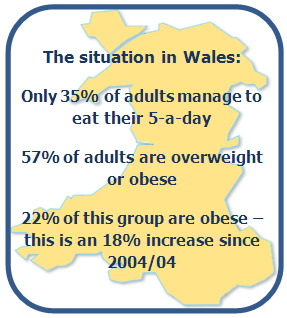 The situation in Wales:
Only 35% of adults manage to
eat their 5-a-day
57% of adults are overweight
or obese
22% of this group are obese –
this is an 18% increase since
2004/04